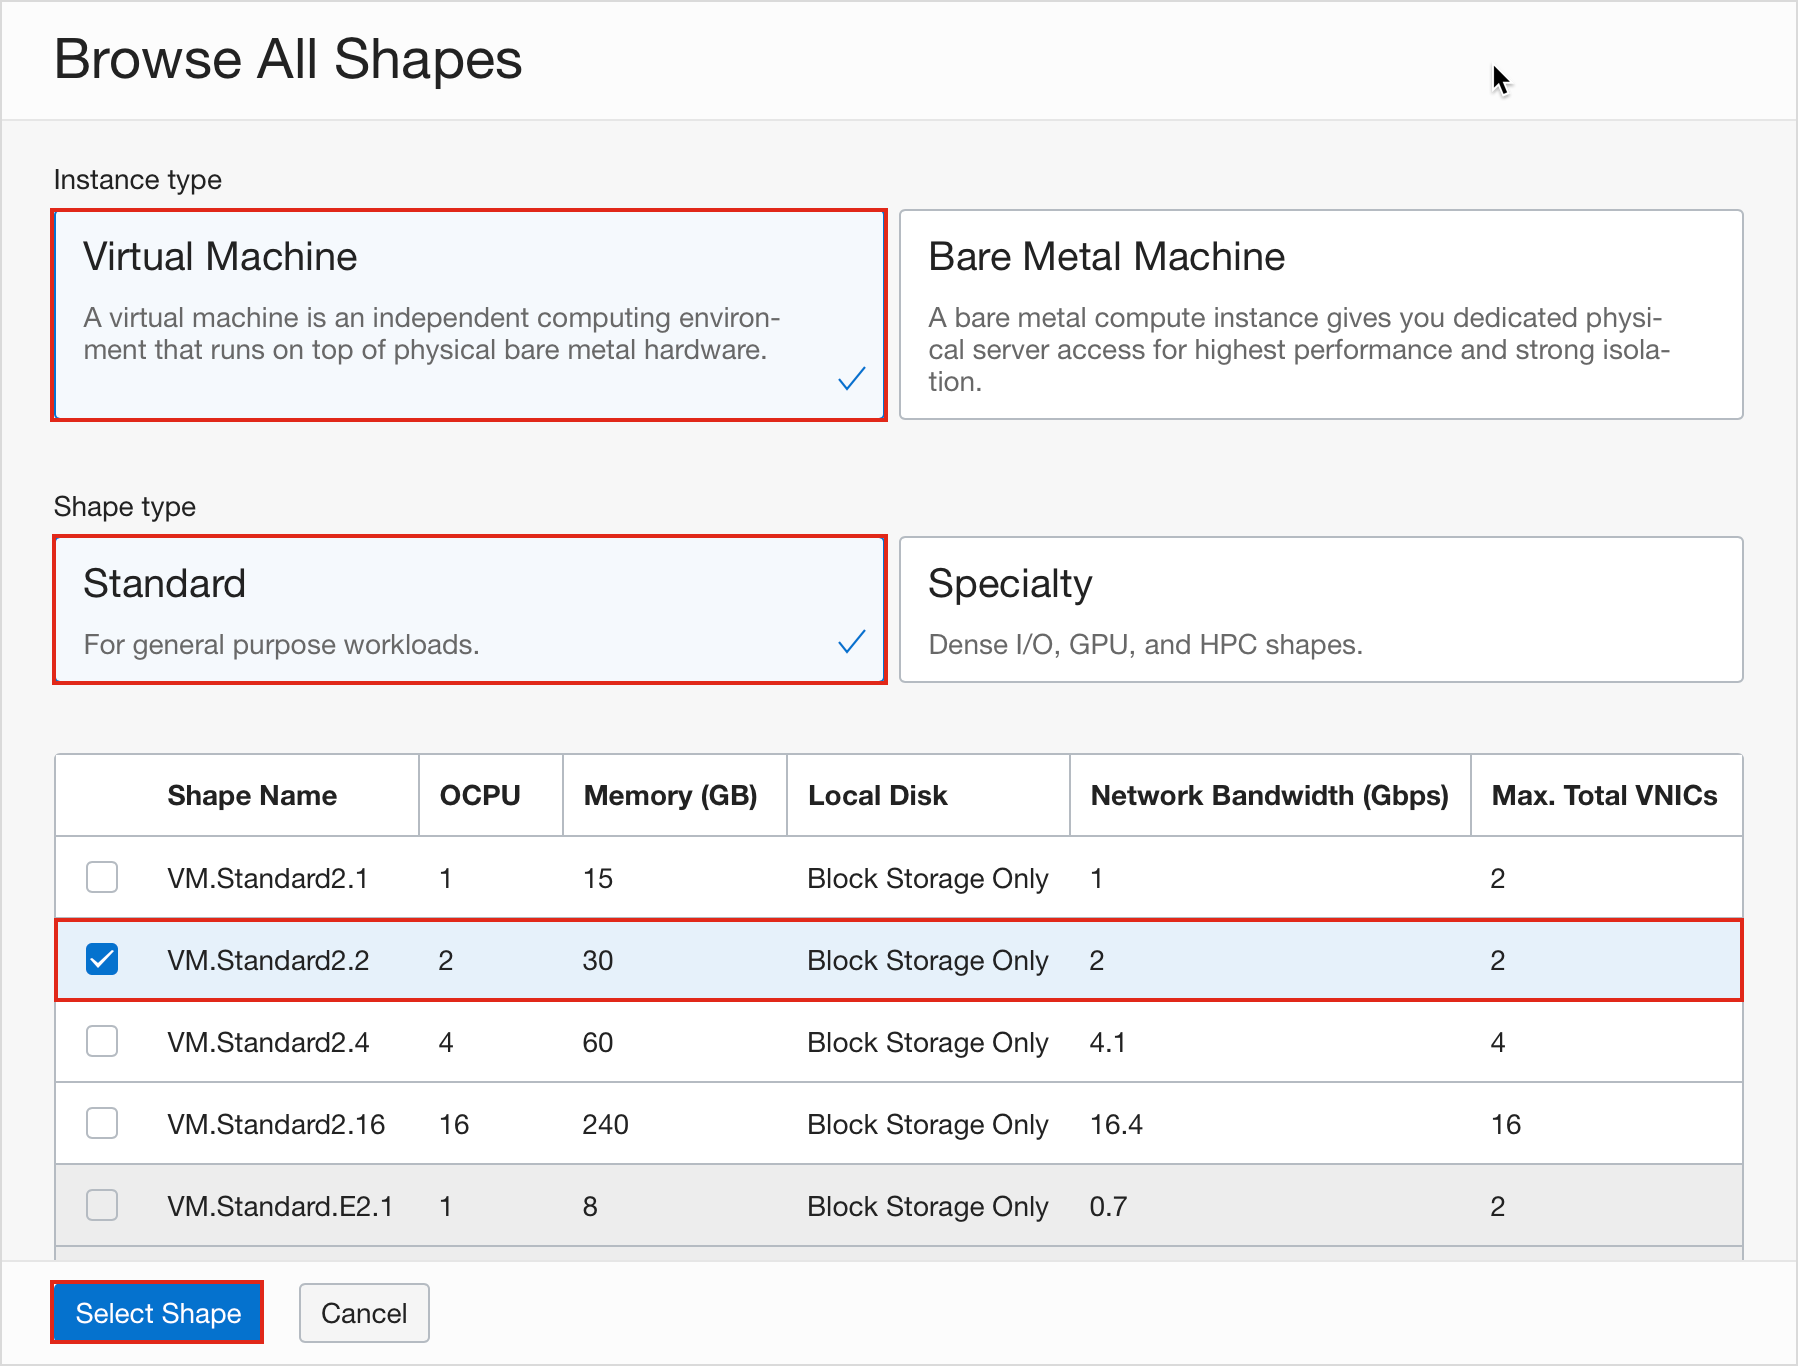 Browse All Shapes
Instance type
Virtual Machine
A virtual machine is an independent computing environ-
ment that runs on top of physical bare metal hardware.
Bare Metal Machine
A bare metal compute instance gives you dedicated physi-
cal server access for highest performance and strong isola-
tion.
Shape type
Standard
For general purpose workloads.
Specialty
Dense I/O, GPU, and HPC shapes.
Shape Name OCPU Memory (GB) Local Disk Network Bandwidth (Gbps) Max. Total VNICs
VM.Standard2.1 1 15 Block Storage Only 1 2
VM.Standard2.2 2 30 Block Storage Only 2 2
VM.Standard2.4 4 60 Block Storage Only 4.1 4
VM.Standard2.16 16 240 Block Storage Only 16.4 16
VM.Standard.E2.1 1 8 Block Storage Only 0.7 2
Select Shape Cancel